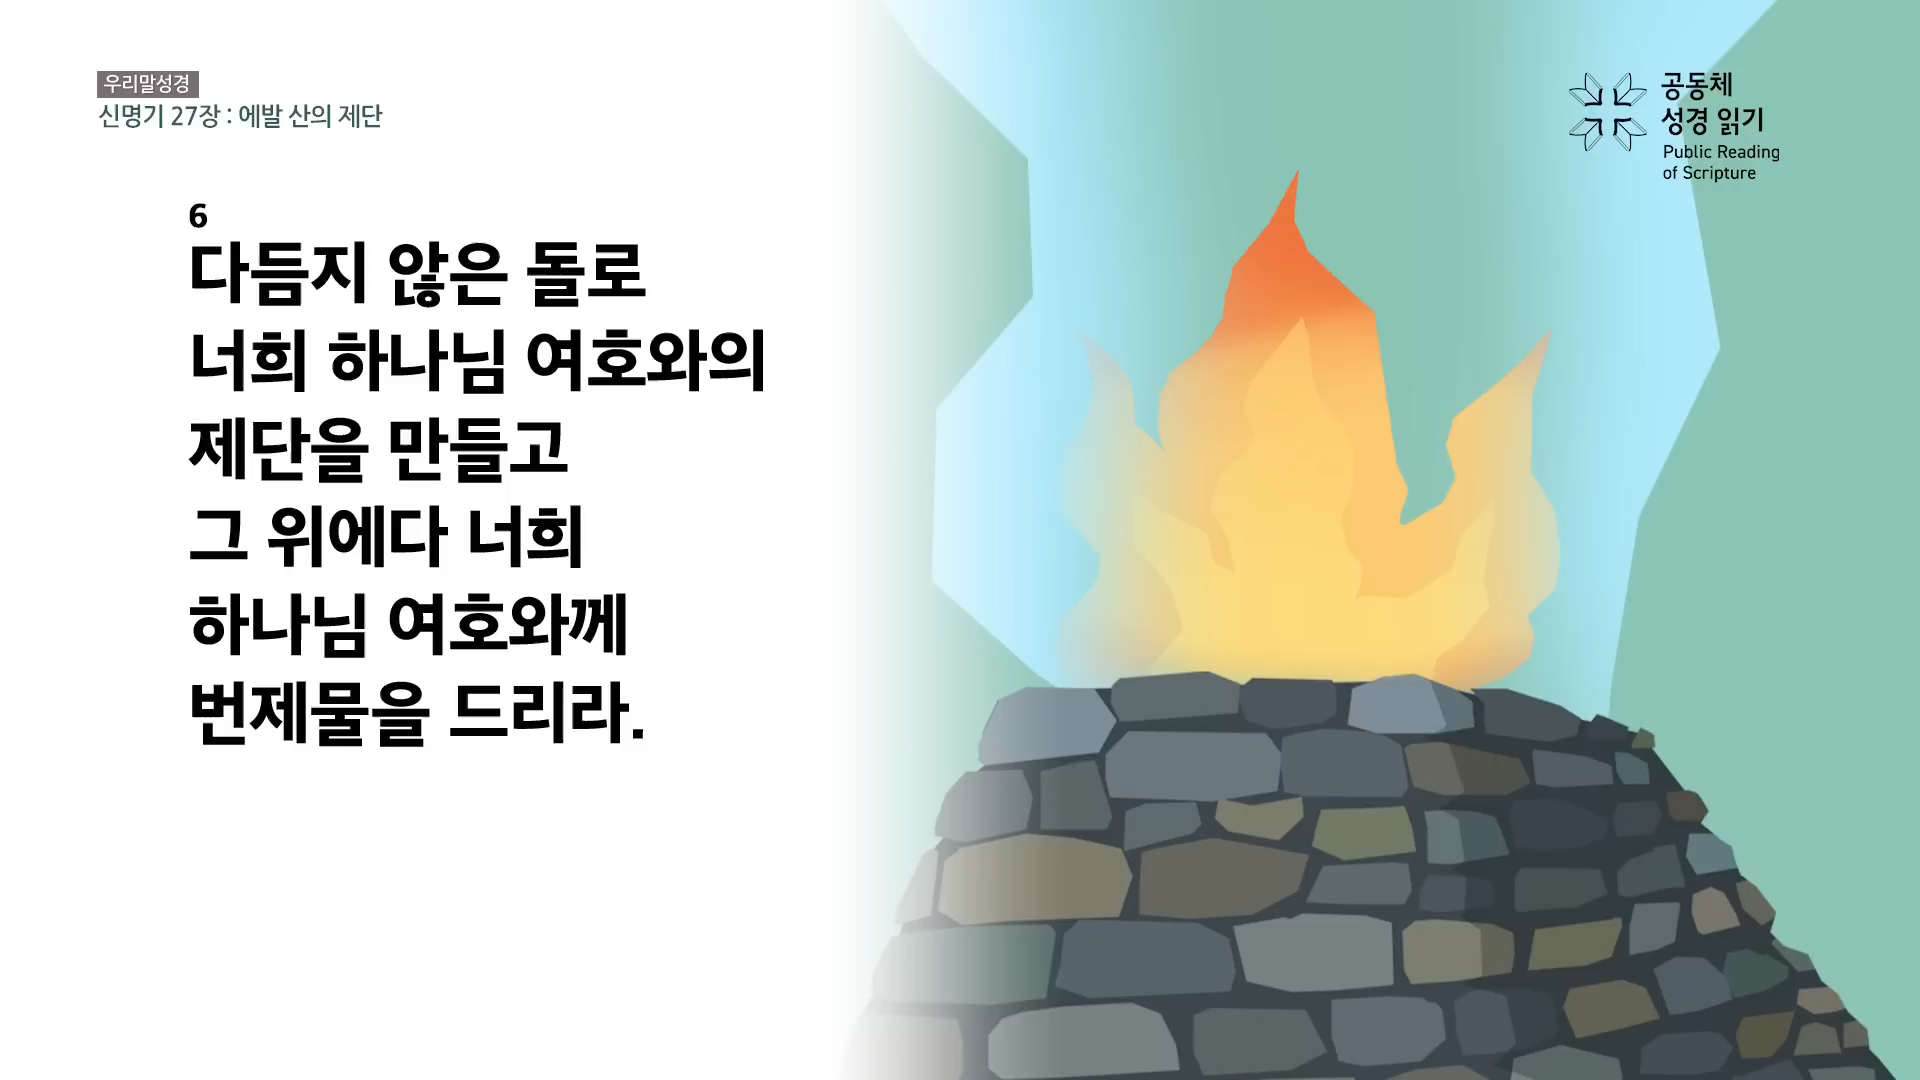 우리말성경
신명기 27장 : 에발 산의 제단
공동체
성경 읽기
Public Reading
of Scripture
6
다듬지 않은 돌로
너희 하나님 여호와의
제단을 만들고
그 위에다 너희
하나님 여호와께
번제물을 드리라.